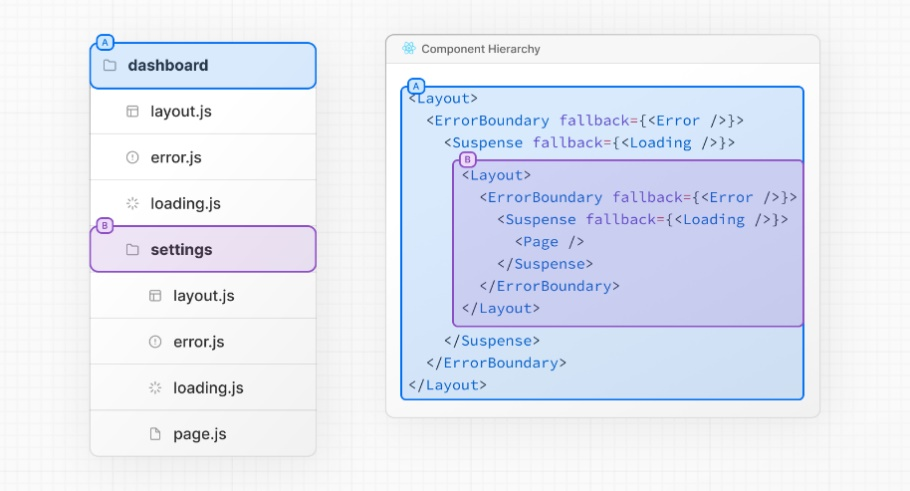 A
dashboard
layout.js
error.js
loading.js
B
settings
layout.js
error.js
loading.js
page.js
Component Hierarchy
A
<Layout>
<ErrorBoundary fallback={<Error />}>
<Suspense fallback={<Loading />}>
B
<Layout>
<ErrorBoundary fallback={<Error />}>
<Suspense fallback={<Loading />}>
<Page />
</Suspense>
</ErrorBoundary>
</Layout>
</Suspense>
</ErrorBoundary>
</Layout>